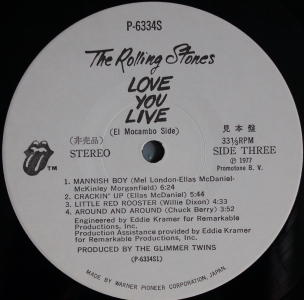 P-6334S
The Rolling Stones
LOVE
YOU
LIVE
(El Mocambo Side)
(非売品)
STEREO
見本盤
33⅓RPM
SIDE THREE
Ⓟ 1977
Promotone B. V.
TM
1. MANNISH BOY (Mel London-Ellas McDaniel-
McKinley Morganfield) 6:24
2. CRACKIN' UP (Ellas McDaniel) 5:44
3. LITTLE RED ROOSTER (Willie Dixon) 4:30
4. AROUND AND AROUND (Chuck Berry) 3:52
Engineered by Eddie Kramer for Remarkable
Productions, Inc.
Production Assistance provided by Eddie Kramer
for Remarkable Productions, Inc.
PRODUCED BY THE GLIMMER TWINS
(P-6334S1)
MADE BY WARNER PIONEER CORPORATION, JAPAN.